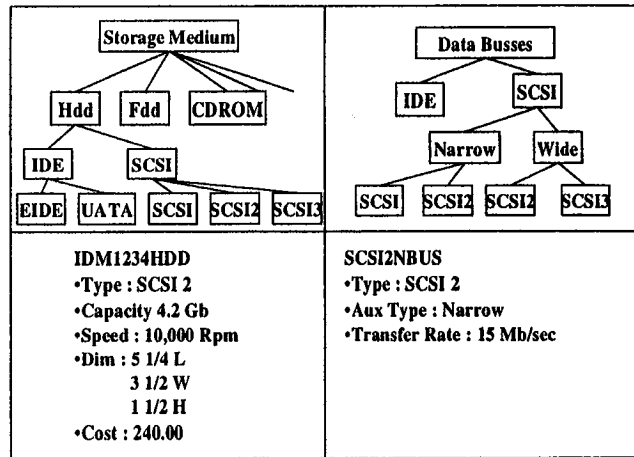 Storage Medium
Hdd
Fdd
CDROM
IDE
SCSI
EIDE
UATA
SCSI
SCSI2
SCSI3
Data Busses
IDE
SCSI
Narrow
Wide
SCSI
SCSI2
SCSI2
SCSI3
IDM1234HDD
•Type : SCSI 2
•Capacity 4.2 Gb
•Speed : 10,000 Rpm
•Dim : 5 1/4 L
3 1/2 W
1 1/2 H
•Cost : 240.00
SCSI2NBUS
•Type : SCSI 2
•Aux Type : Narrow
•Transfer Rate : 15 Mb/sec